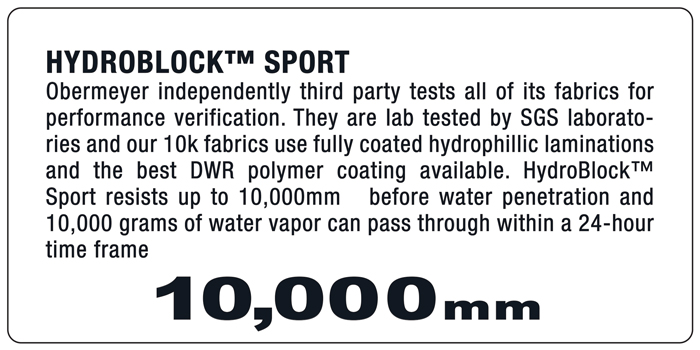 HYDROBLOCK™ SPORT
Obermeyer independently third party tests all of its fabrics for
performance verification. They are lab tested by SGS laborato-
ries and our 10k fabrics use fully coated hydrophillic laminations
and the best DWR polymer coating available. HydroBlock™
Sport resists up to 10,000mm before water penetration and
10,000 grams of water vapor can pass through within a 24-hour
time frame
10,000mm